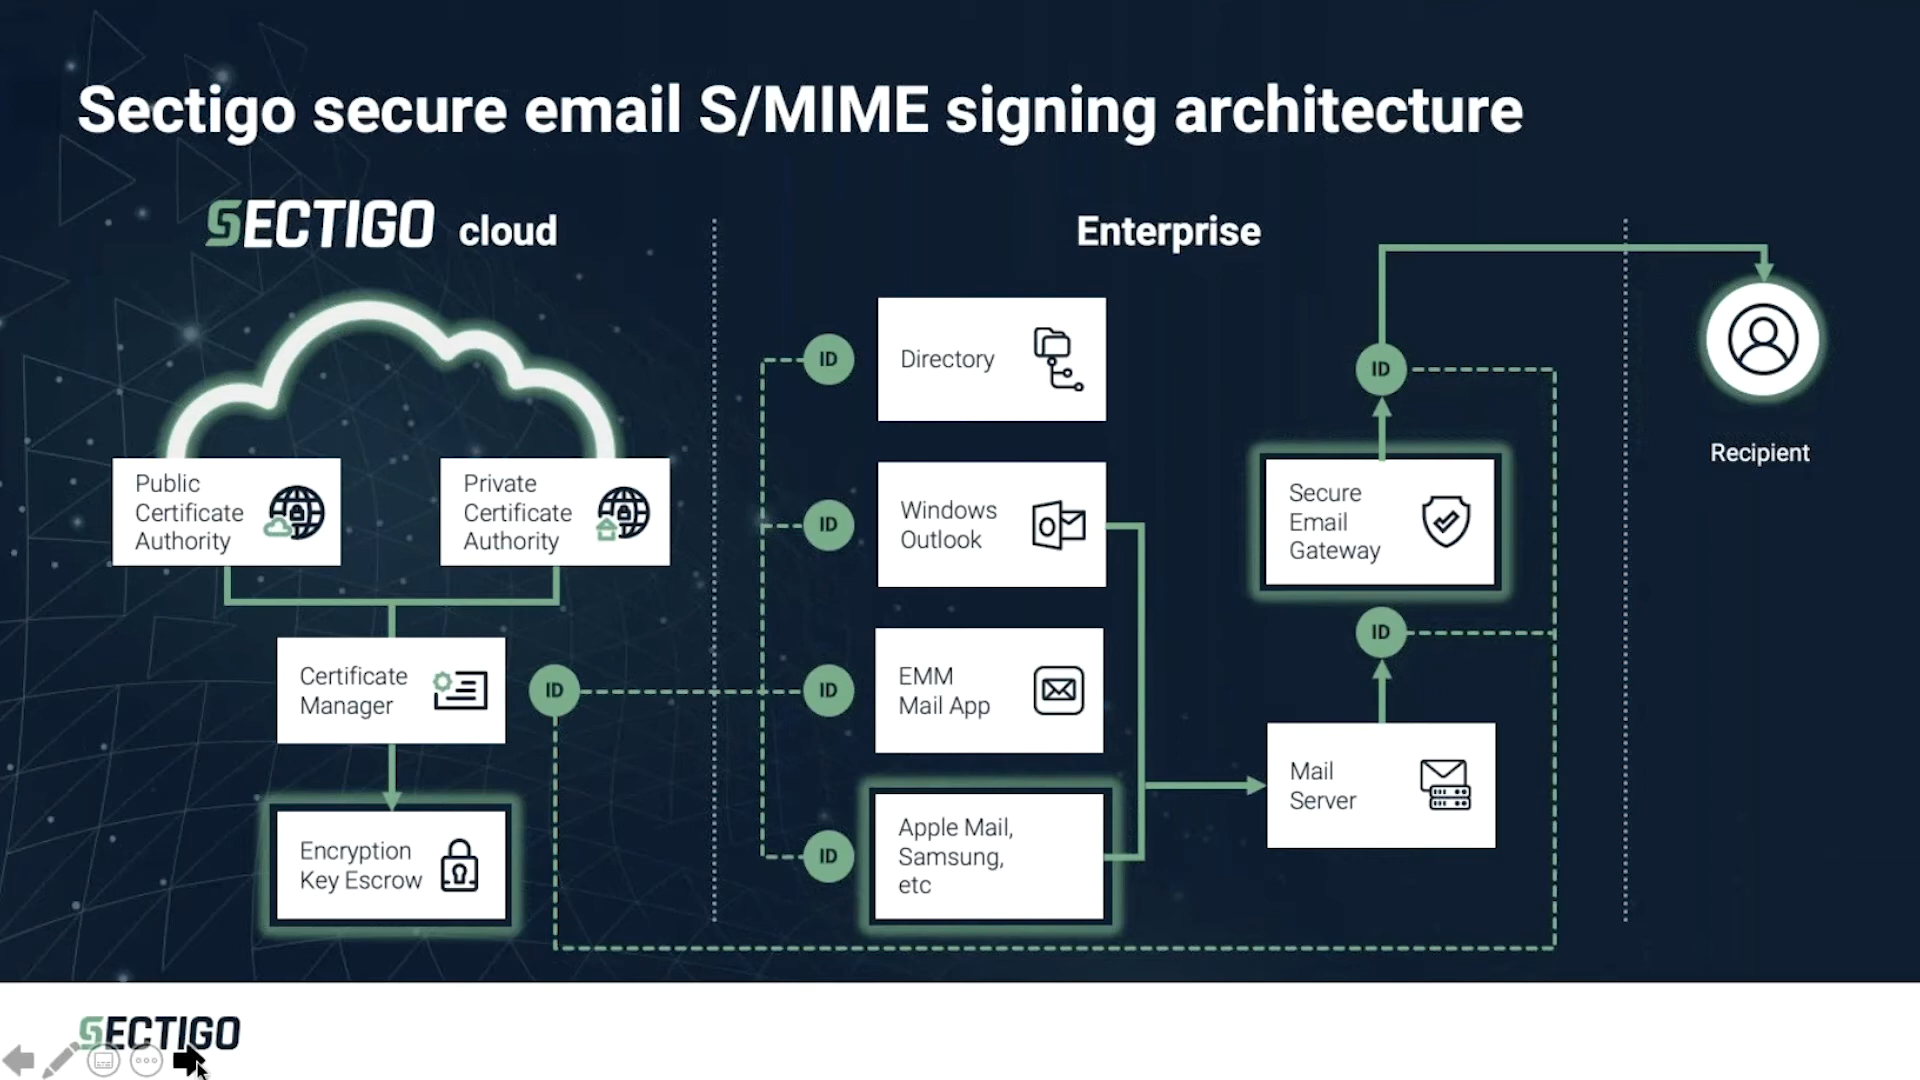 Sectigo secure email S/MIME signing architecture
SECTIGO cloud
Enterprise
Public
Certificate
Authority
Private
Certificate
Authority
Certificate
Manager
ID
Encryption
Key Escrow
ID
Directory
ID
Windows
Outlook
ID
EMM
Mail App
ID
Apple Mail,
Samsung,
etc
ID
Secure
Email
Gateway
ID
Mail
Server
Recipient
SECTIGO